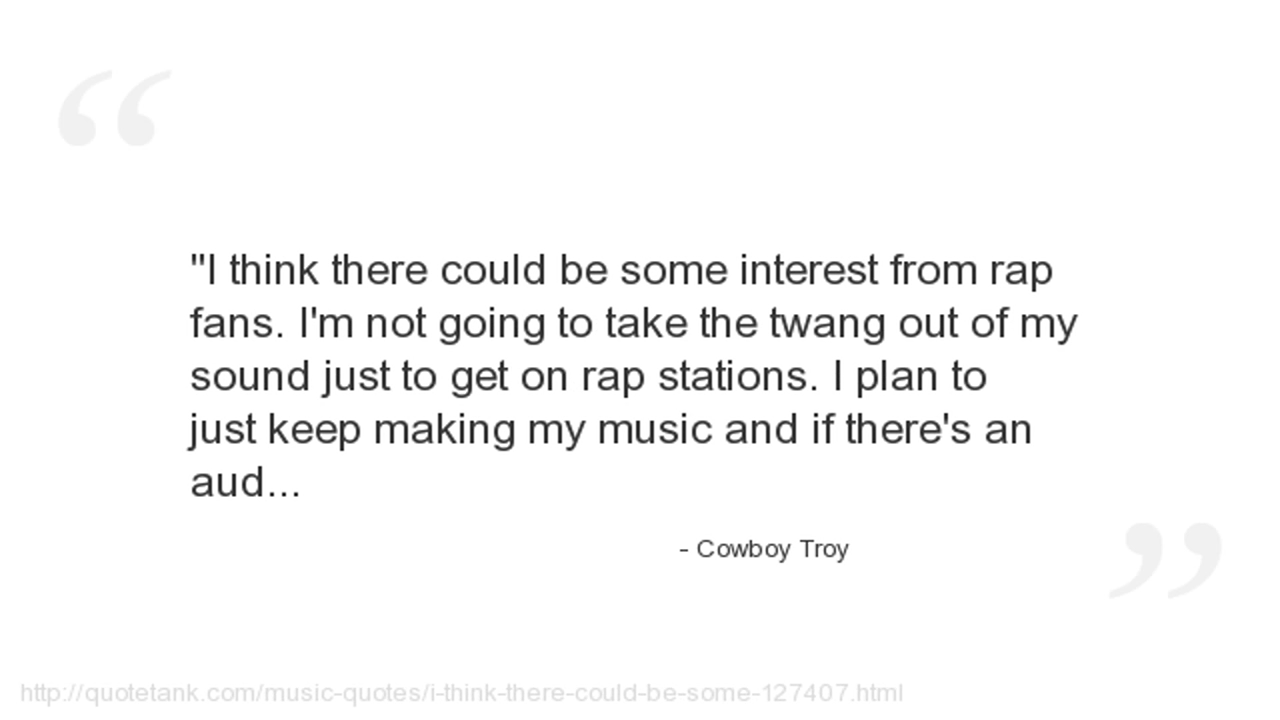 "I think there could be some interest from rap
fans. I'm not going to take the twang out of my
sound just to get on rap stations. I plan to
just keep making my music and if there's an
aud...
- Cowboy Troy
http://quotetank.com/music-quotes/i-think-there-could-be-some-127407.html